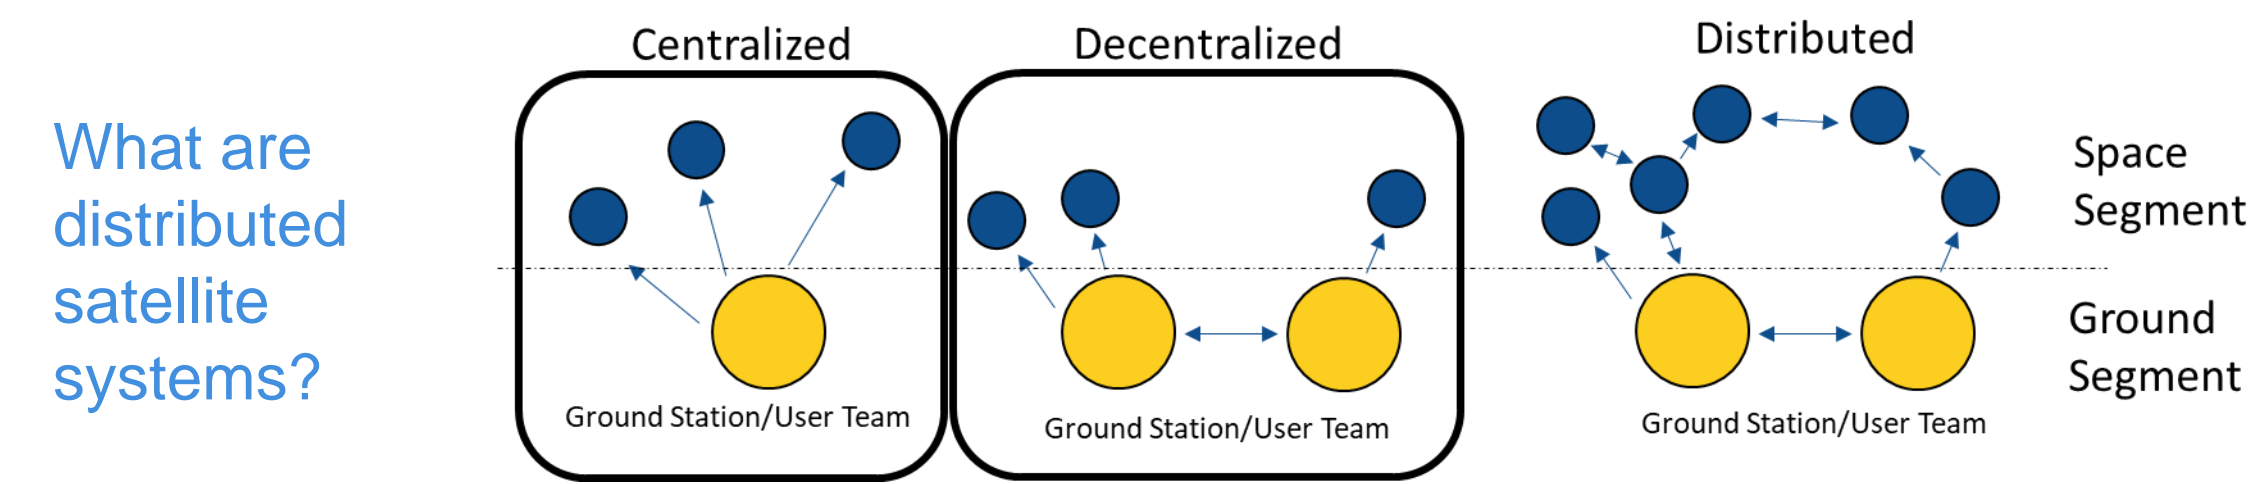 What are
distributed
satellite
systems?
Centralized
Decentralized
Distributed
Space
Segment
Ground
Segment
Ground Station/User Team
Ground Station/User Team
Ground Station/User Team